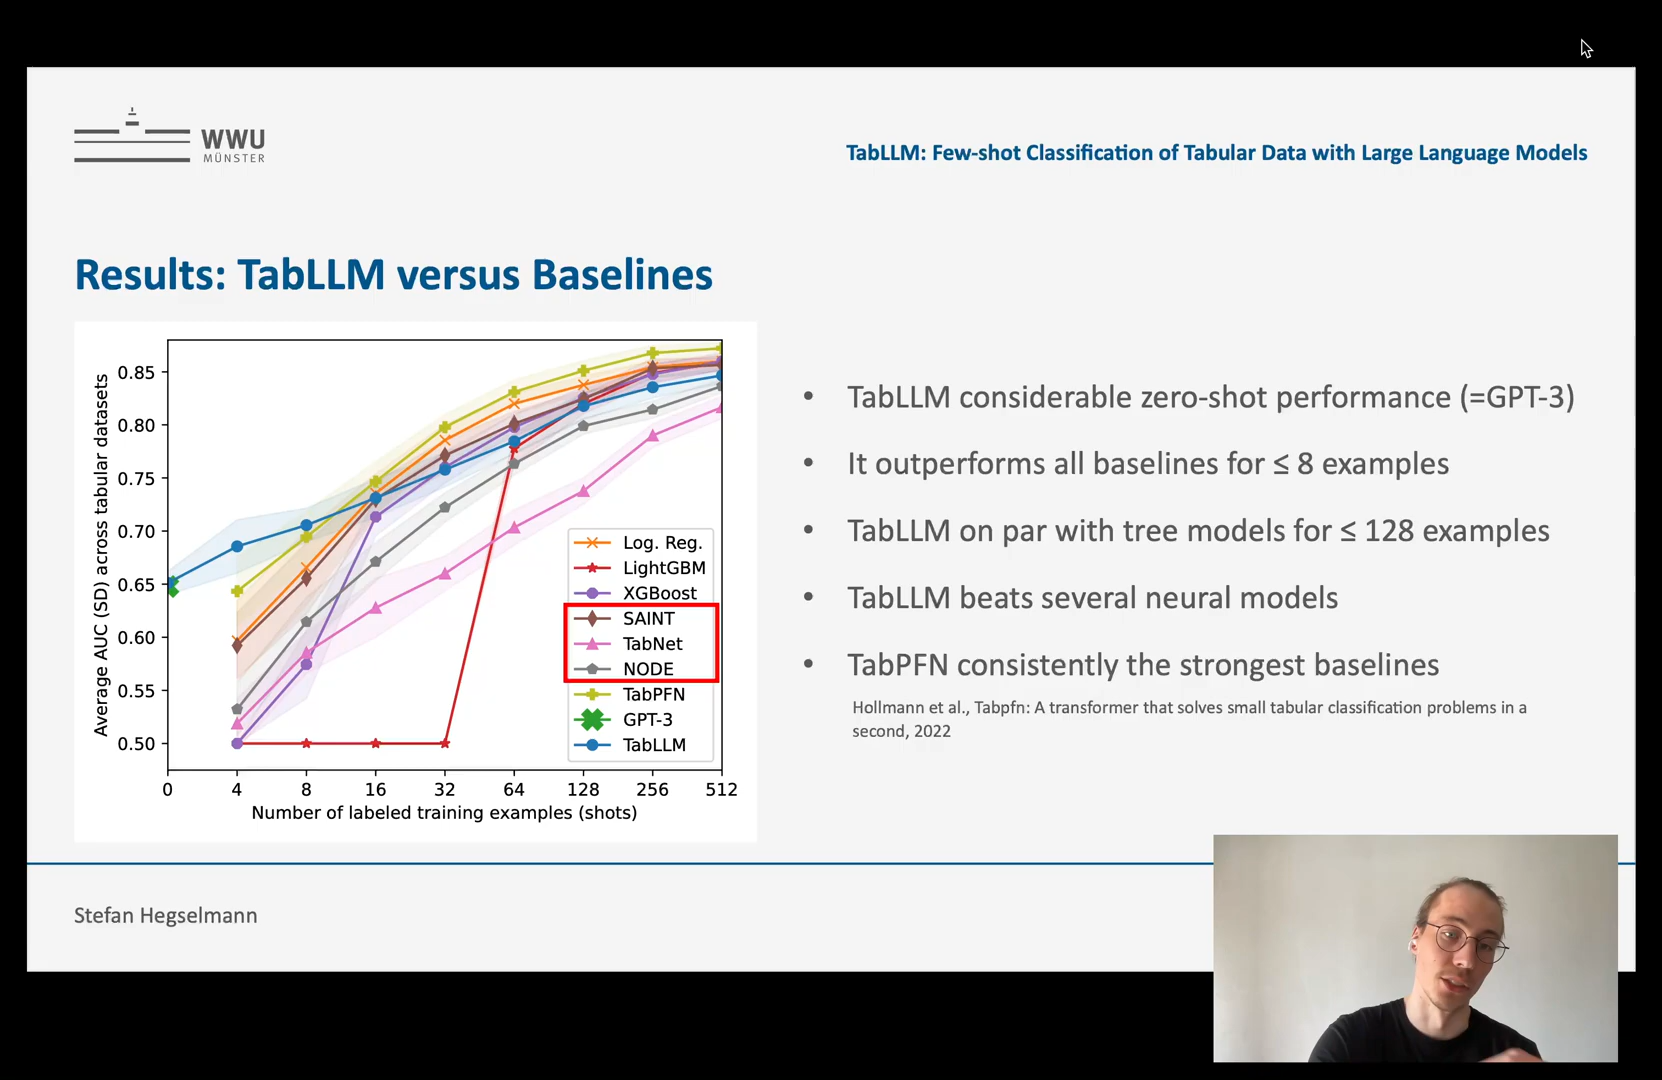 WWU
MÜNSTER
TabLLM: Few-shot Classification of Tabular Data with Large Language Models
Results: TabLLM versus Baselines
Average AUC (SD) across tabular datasets
0.85
0.80
0.75
0.70
0.65
0.60
0.55
0.50
Log. Reg.
LightGBM
XGBoost
SAINT
TabNet
NODE
TabPFN
GPT-3
TabLLM
0 4 8 16 32 64 128 256 512
Number of labeled training examples (shots)
• TabLLM considerable zero-shot performance (=GPT-3)
• It outperforms all baselines for ≤ 8 examples
• TabLLM on par with tree models for ≤ 128 examples
• TabLLM beats several neural models
• TabPFN consistently the strongest baselines
Hollmann et al., Tabpfn: A transformer that solves small tabular classification problems in a
second, 2022
Stefan Hegselmann